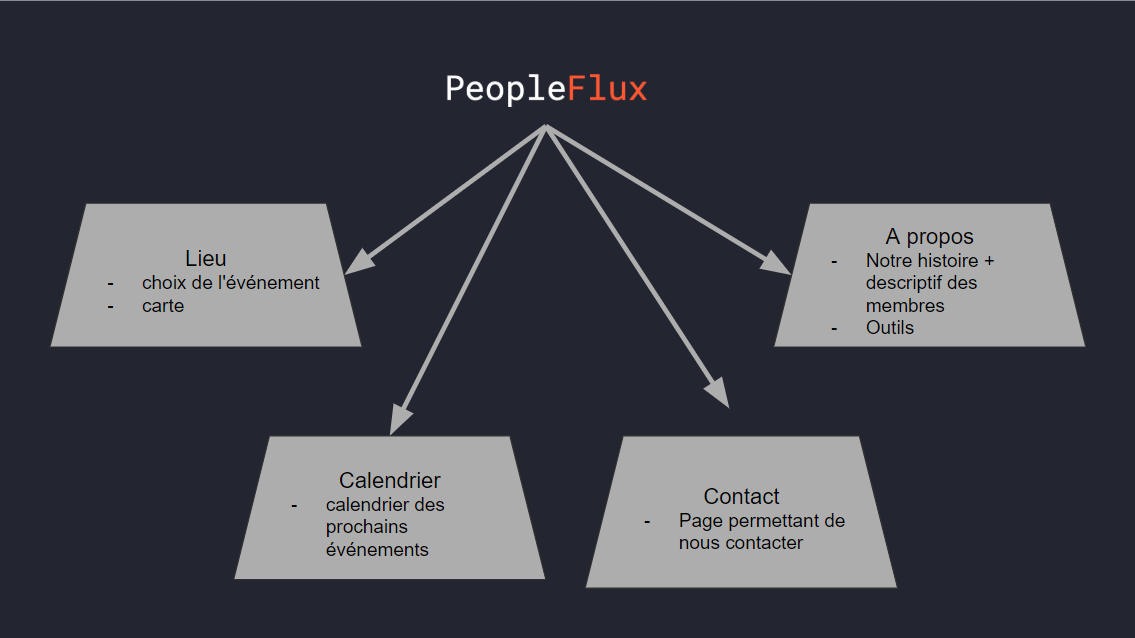 PeopleFlux
Lieu
- choix de l'événement
- carte
A propos
- Notre histoire +
descriptif des
membres
- Outils
Calendrier
- calendrier des
prochains
événements
Contact
- Page permettant de
nous contacter